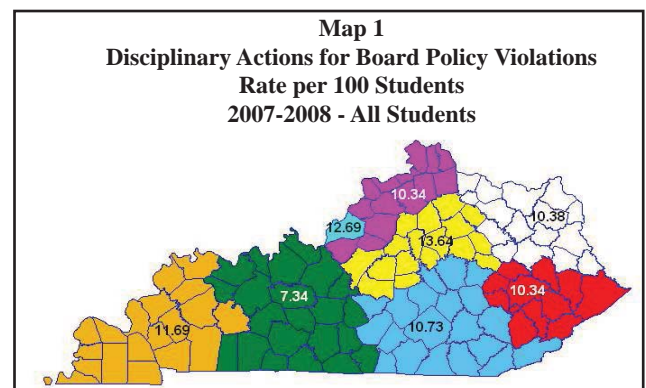 Map 1
Disciplinary Actions for Board Policy Violations
Rate per 100 Students
2007-2008 - All Students
10.34
12.69
10.38
13.64
7.34
10.34
11.69
10.73